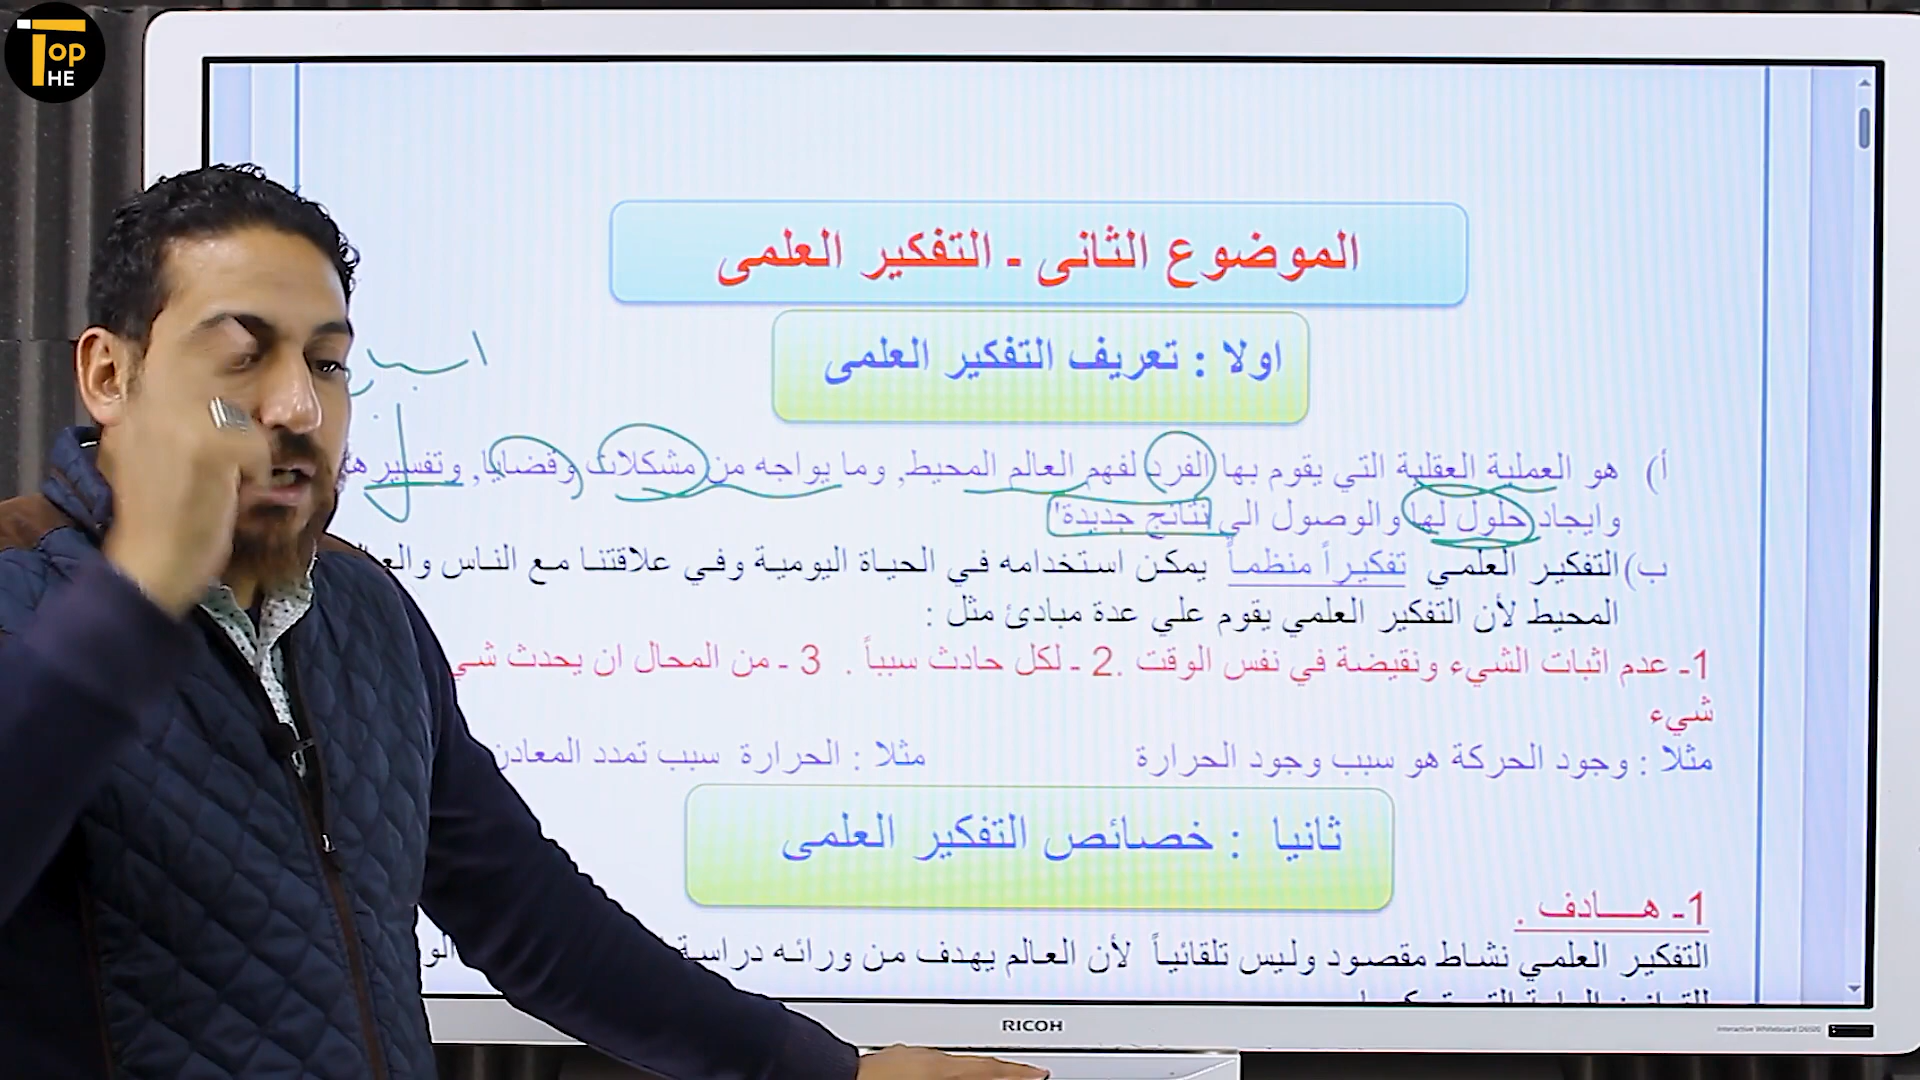 TOP
THE
الموضوع الثانى - التفكير العلمى
اولا : تعريف التفكير العلمى
أ) هو العملية العقلية التي يقوم بها الفرد لفهم العالم المحيط, وما يواجه من مشكلات وقضايا, وتفسيرها
وايجاد حلول لها والوصول الي نتائج جديدة"
ب) التفكير العلمي تفكيراً منظماً يمكن استخدامه في الحياة اليومية وفي علاقتنا مع الناس
المحيط لأن التفكير العلمي يقوم علي عدة مبادئ مثل :
1- عدم اثبات الشيء ونقيضة في نفس الوقت .2 - لكل حادث سبباً . 3 - من المحال ان يحدث
شيء
مثلا : وجود الحركة هو سبب وجود الحرارة مثلا : الحرارة سبب تمدد المعادن
ثانيا : خصائص التفكير العلمى
1- هـــادف .
التفكير العلمي نشاط مقصود وليس تلقائياً لأن العالم يهدف من ورائه دراسة
RICOH